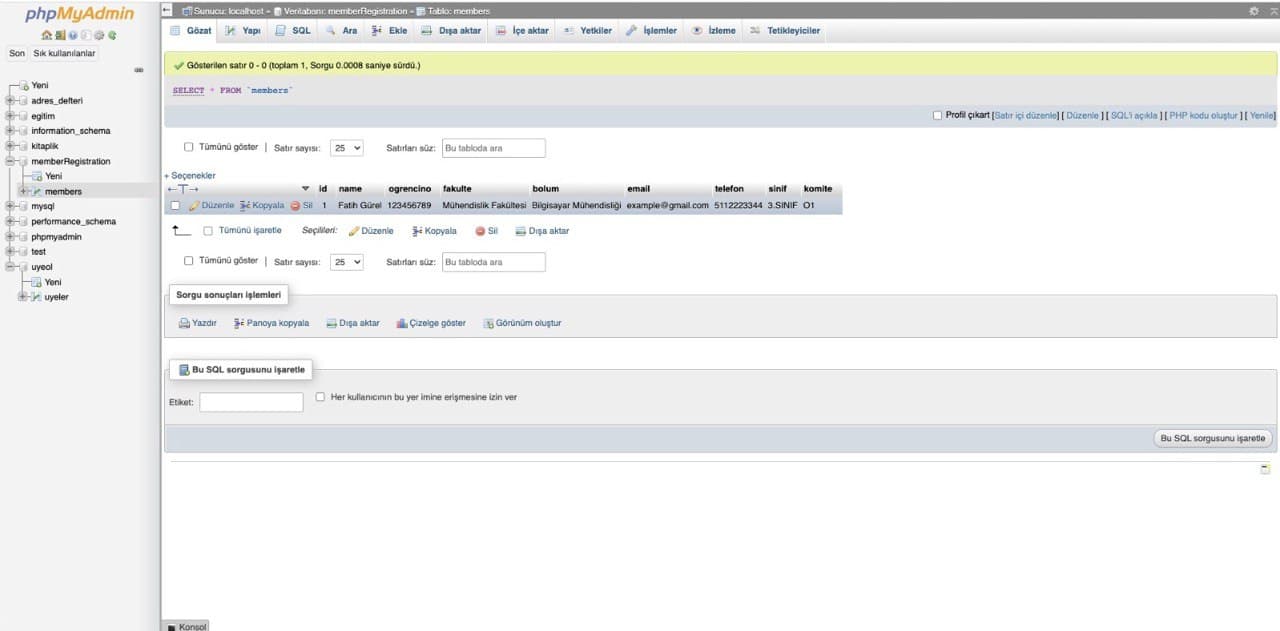 phpMyAdmin
Son Sık kullanılanlar
Yeni
adres_defteri
egitim
information_schema
kitaplik
memberRegistration
Yeni
members
mysql
performance_schema
phpmyadmin
test
uyeol
Yeni
uyeler
Sunucu: localhost » Veritabanı: memberRegistration » Tablo: members
Gözat Yapı SQL Ara Ekle Dışa aktar İçe aktar Yetkiler İşlemler İzleme Tetikleyiciler
Gösterilen satır 0 - 0 (toplam 1, Sorgu 0.0008 saniye sürdü.)
SELECT * FROM `members`
Profil çıkart [Satır içi düzenle] [ Düzenle ] [ SQL'i açıkla ] [ PHP kodu oluştur ] [ Yenile]
Tümünü göster | Satır sayısı: 25 Satırları süz: Bu tabloda ara
+ Seçenekler
←T→ id name ogrencino fakulte bolum email telefon sinif komite
Düzenle Kopyala Sil 1 Fatih Gürel 123456789 Mühendislik Fakültesi Bilgisayar Mühendisliği example@gmail.com 5112223344 3.SINIF O1
Tümünü işaretle Seçilileri: Düzenle Kopyala Sil Dışa aktar
Tümünü göster | Satır sayısı: 25 Satırları süz: Bu tabloda ara
Sorgu sonuçları işlemleri
Yazdır Panoya kopyala Dışa aktar Çizelge göster Görünüm oluştur
Bu SQL sorgusunu işaretle
Etiket: Her kullanıcının bu yer imine erişmesine izin ver
Bu SQL sorgusunu işaretle
Konsol